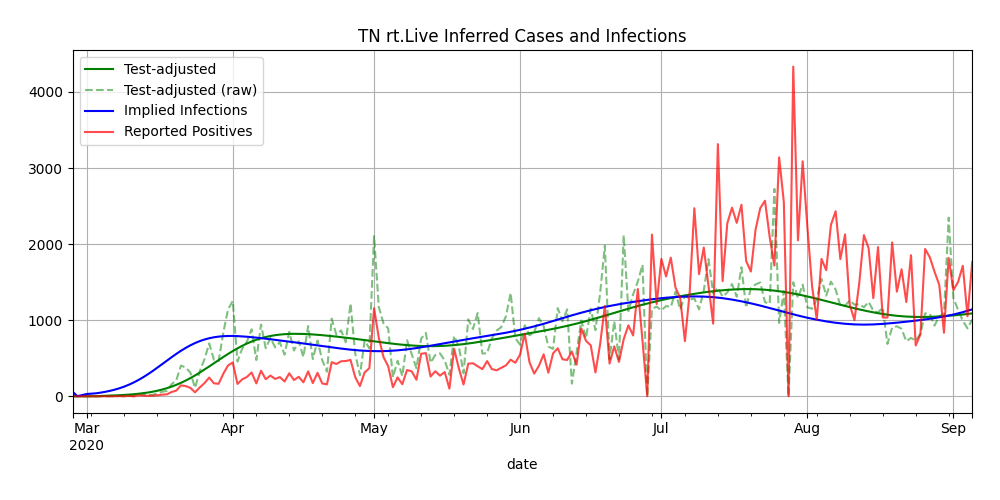 TN rt.Live Inferred Cases and Infections
Test-adjusted
Test-adjusted (raw)
Implied Infections
Reported Positives
4000
3000
2000
1000
0
Mar Apr May Jun Jul Aug Sep
2020
date